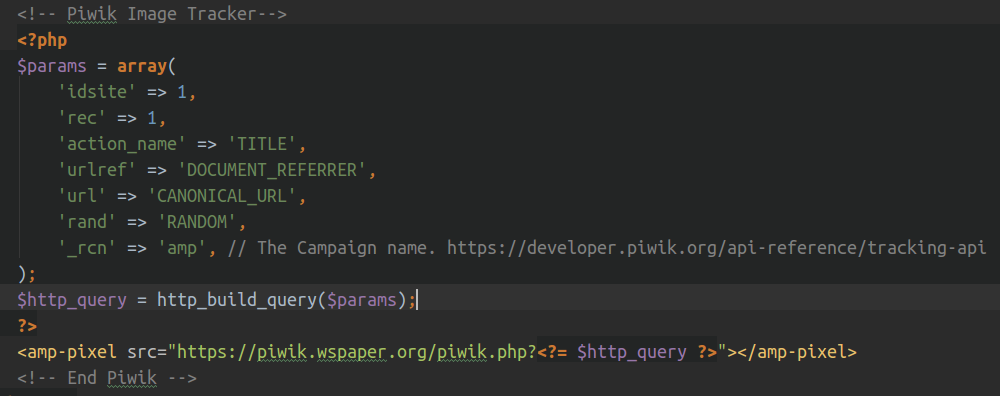 <!-- Piwik Image Tracker-->
<?php
$params = array(
    'idsite' => 1,
    'rec' => 1,
    'action_name' => 'TITLE',
    'urlref' => 'DOCUMENT_REFERRER',
    'url' => 'CANONICAL_URL',
    'rand' => 'RANDOM',
    '_rcn' => 'amp', // The Campaign name. https://developer.piwik.org/api-reference/tracking-api
);
$http_query = http_build_query($params);
?>
<amp-pixel src="https://piwik.wspaper.org/piwik.php?<?= $http_query ?>"></amp-pixel>
<!-- End Piwik -->